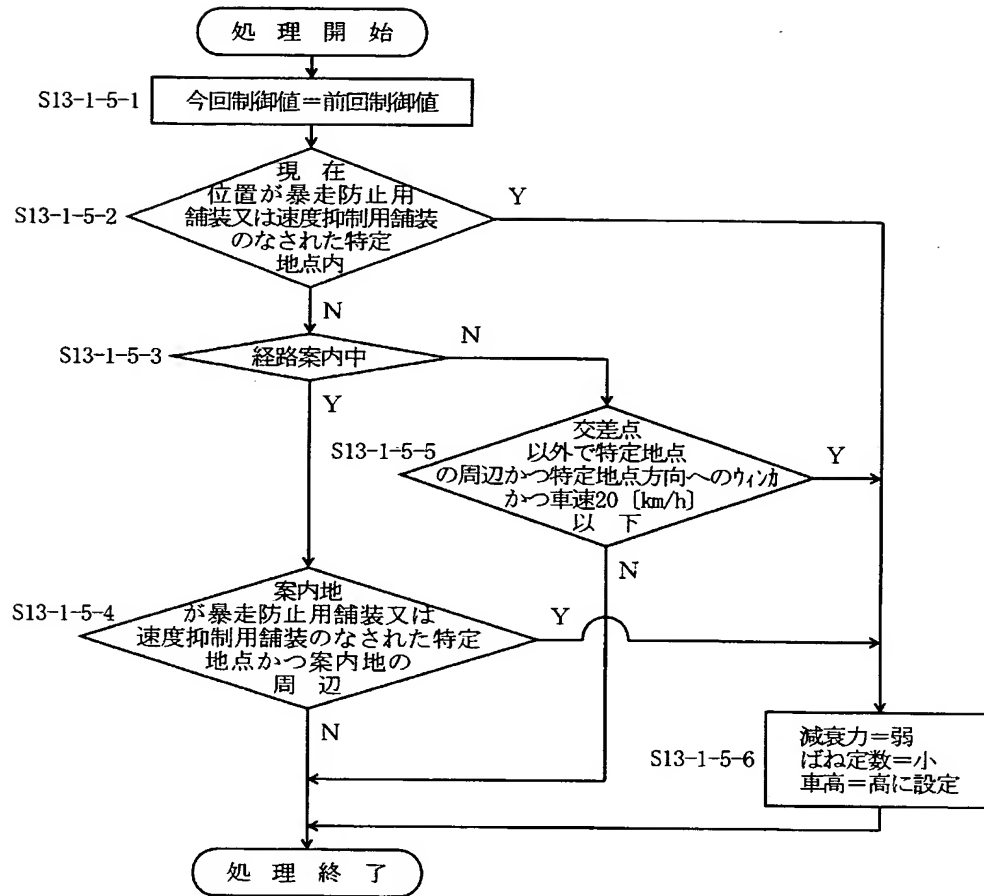 処理開始
S13-1-5-1
今回制御値＝前回制御値
S13-1-5-2
現在
位置が暴走防止用
舗装又は速度抑制用舗装
のなされた特定
地点内
Y
N
S13-1-5-3
経路案内中
N
Y
S13-1-5-5
交差点
以外で特定地点
の周辺かつ特定地点方向へのウィンカ
かつ車速20〔km/h〕
以下
Y
N
S13-1-5-4
案内地
が暴走防止用舗装又は
速度抑制用舗装のなされた特定
地点かつ案内地の
周辺
Y
N
S13-1-5-6
減衰力＝弱
ばね定数＝小
車高＝高に設定
処理終了